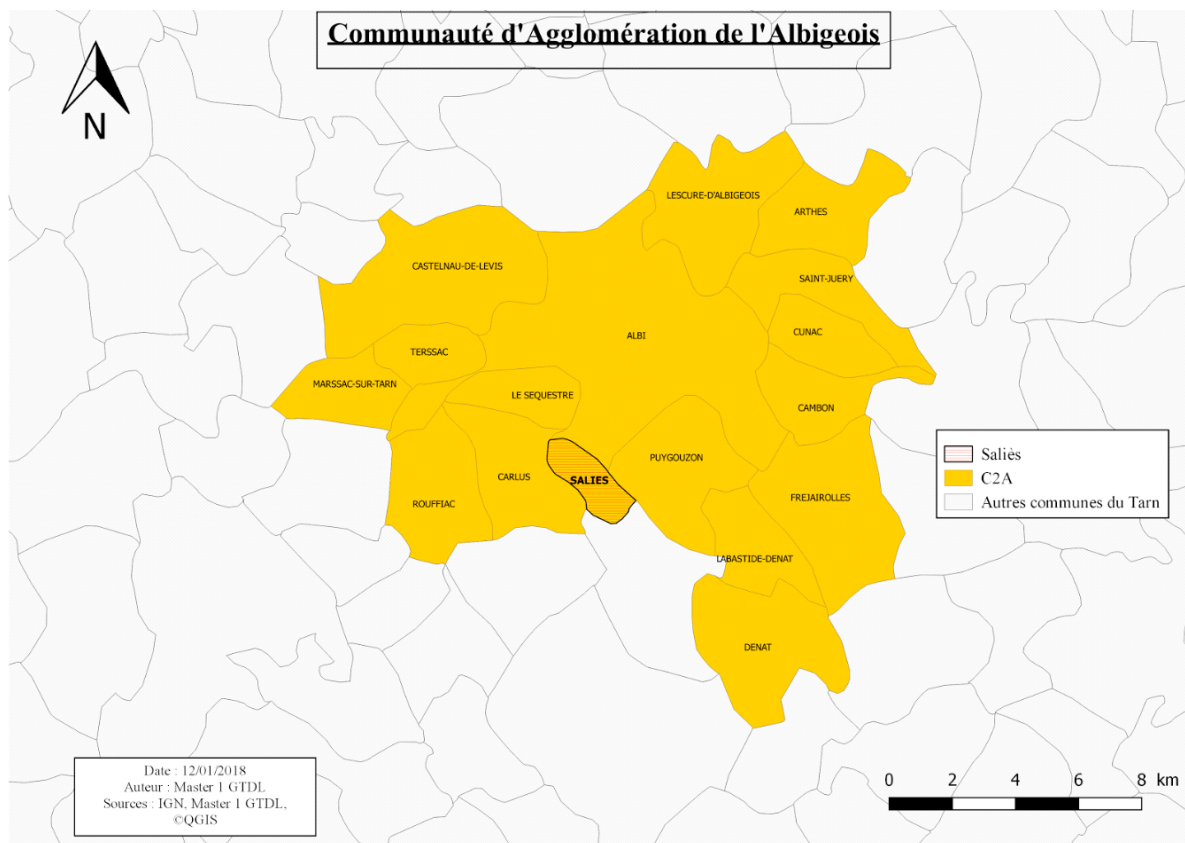 Communauté d'Agglomération de l'Albigeois
N
LESCURE-D'ALBIGEOIS
ARTHES
CASTELNAU-DE-LEVIS
SAINT-JUERY
ALBI
CUNAC
TERSSAC
MARSSAC-SUR-TARN
LE SEQUESTRE
CAMBON
PUYGOUZON
CARLUS
SALIES
ROUFFIAC
FREJAIROLLES
LABASTIDE-DENAT
DENAT
Saliès
C2A
Autres communes du Tarn
Date : 12/01/2018
Auteur : Master 1 GTDL
Sources : IGN, Master 1 GTDL,
©QGIS
0 2 4 6 8 km